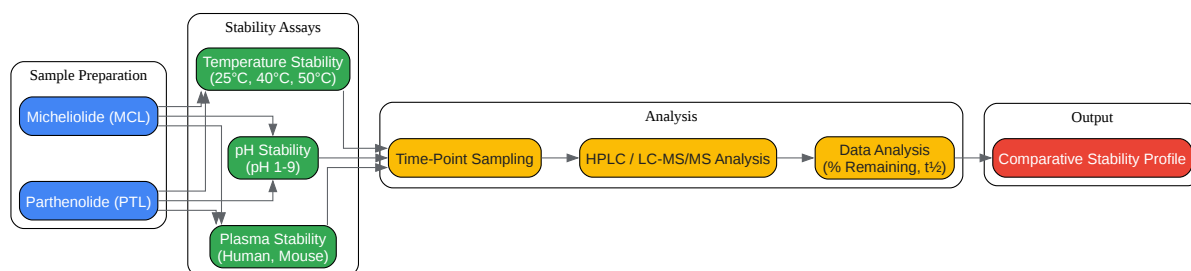 Sample Preparation
Micheliolide (MCL)
Parthenolide (PTL)
Stability Assays
Temperature Stability
(25°C, 40°C, 50°C)
pH Stability
(pH 1-9)
Plasma Stability
(Human, Mouse)
Analysis
Time-Point Sampling
HPLC / LC-MS/MS Analysis
Data Analysis
(% Remaining, t½)
Output
Comparative Stability Profile